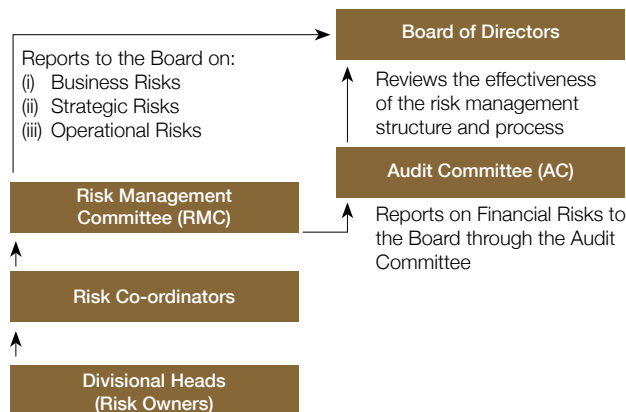 Board of Directors
Reports to the Board on:
(i) Business Risks
(ii) Strategic Risks
(iii) Operational Risks
Reviews the effectiveness
of the risk management
structure and process
Audit Committee (AC)
Risk Management
Committee (RMC)
Reports on Financial Risks to
the Board through the Audit
Committee
Risk Co-ordinators
Divisional Heads
(Risk Owners)